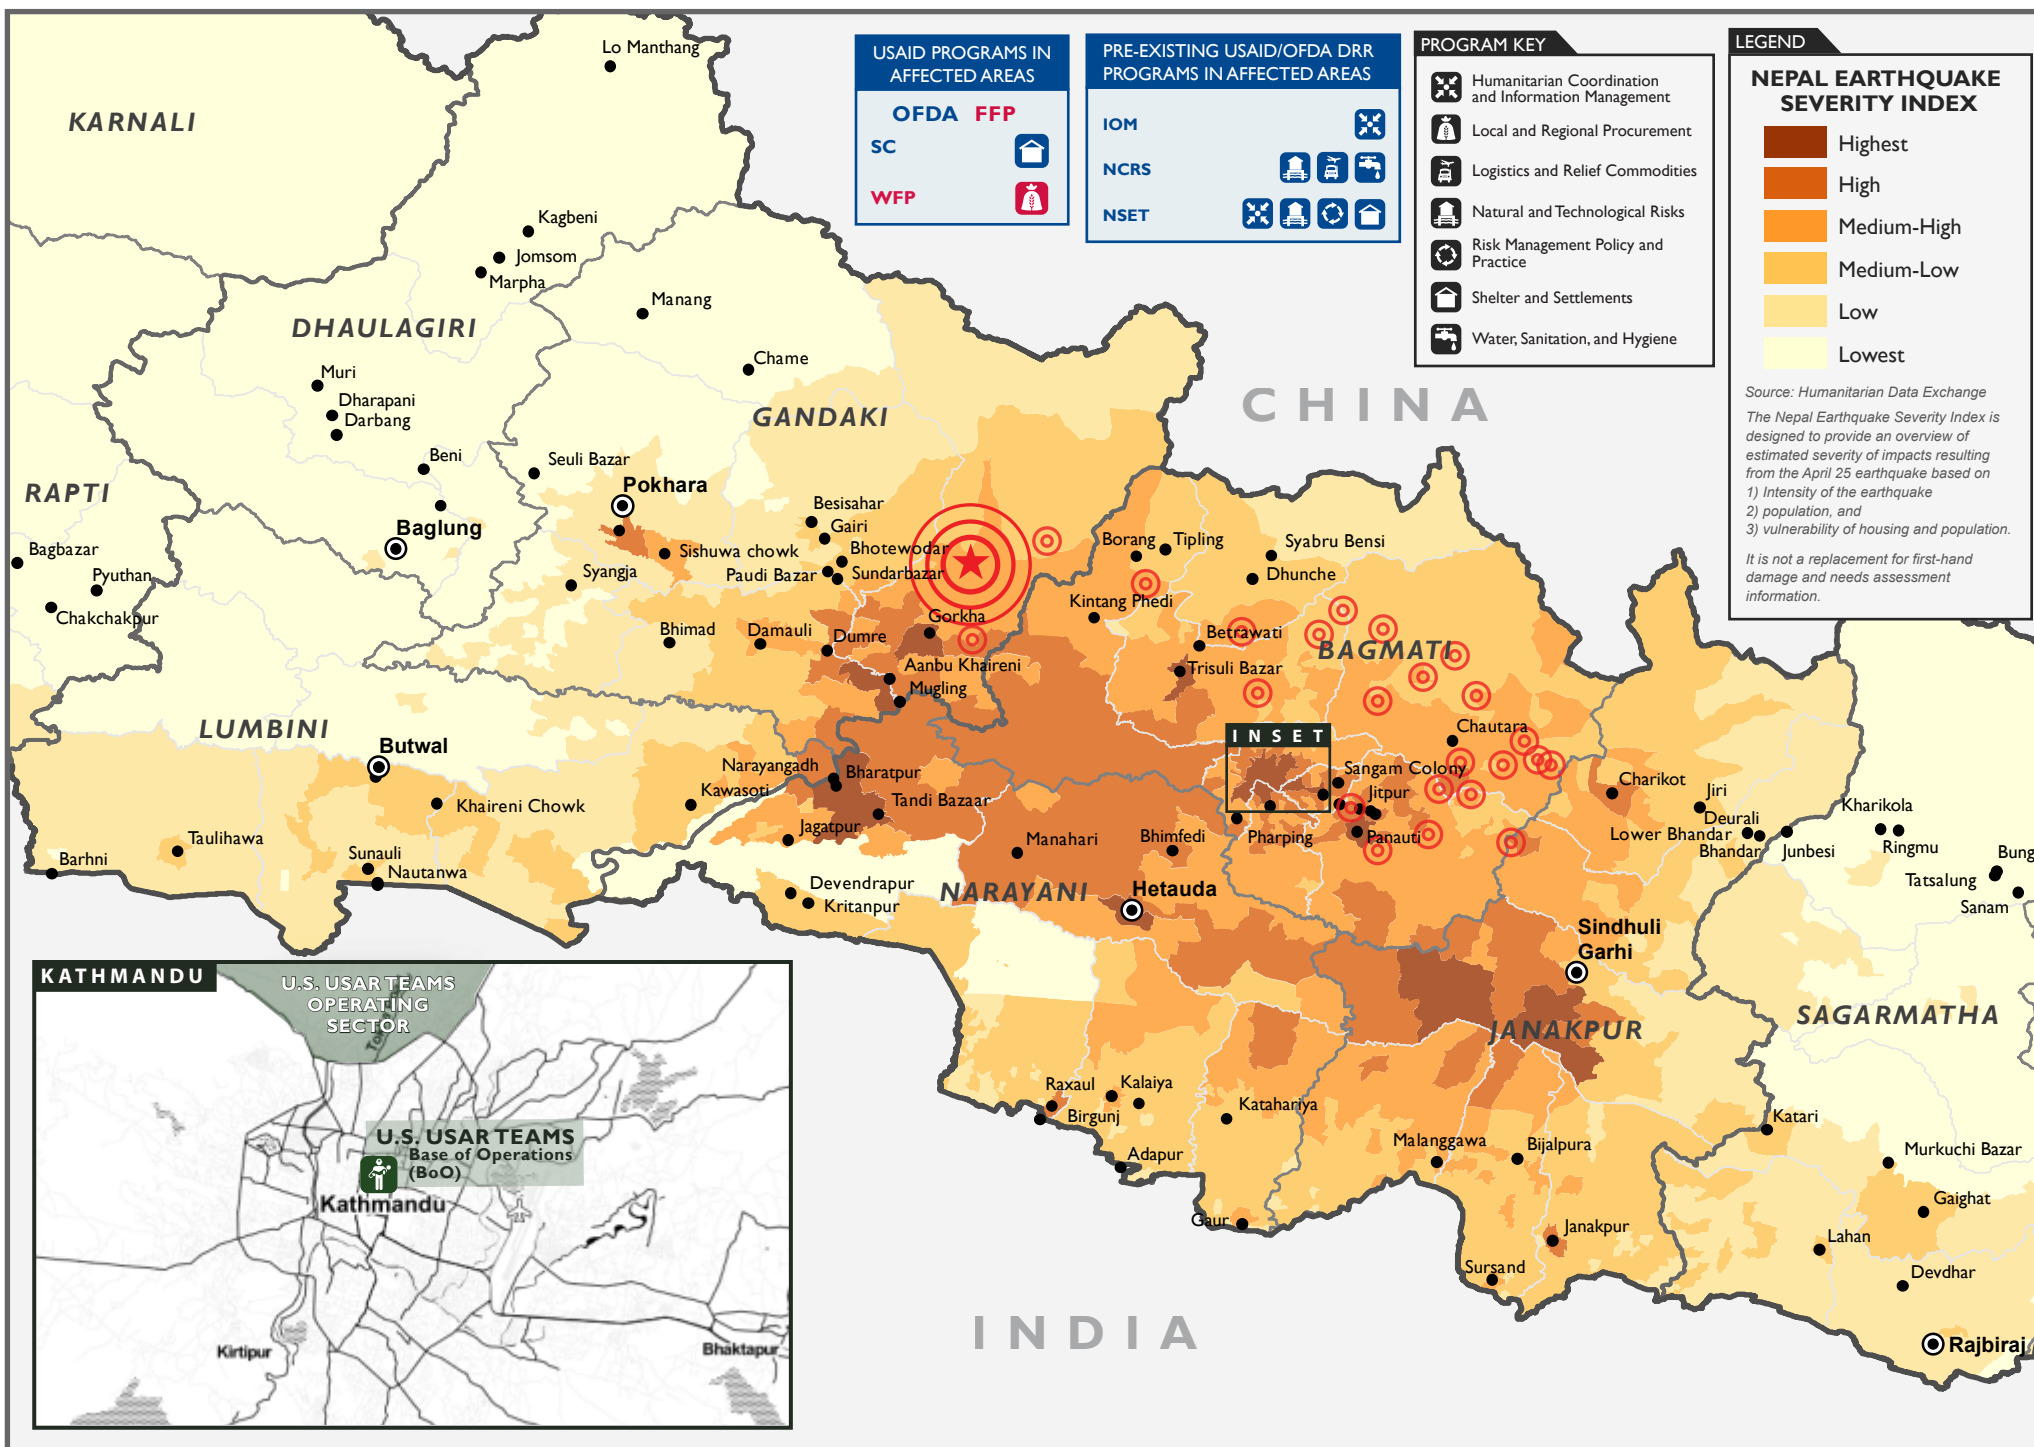 USAID PROGRAMS IN
AFFECTED AREAS
OFDA FFP
SC
WFP
PRE-EXISTING USAID/OFDA DRR
PROGRAMS IN AFFECTED AREAS
IOM
NCRS
NSET
PROGRAM KEY
Humanitarian Coordination
and Information Management
Local and Regional Procurement
Logistics and Relief Commodities
Natural and Technological Risks
Risk Management Policy and
Practice
Shelter and Settlements
Water, Sanitation, and Hygiene
LEGEND
NEPAL EARTHQUAKE
SEVERITY INDEX
Highest
High
Medium-High
Medium-Low
Low
Lowest
Source: Humanitarian Data Exchange
The Nepal Earthquake Severity Index is
designed to provide an overview of
estimated severity of impacts resulting
from the April 25 earthquake based on
1) Intensity of the earthquake
2) population, and
3) vulnerability of housing and population.
It is not a replacement for first-hand
damage and needs assessment
information.
Lo Manthang
KARNALI
Kagbeni
Jomsom
Marpha
Manang
DHAULAGIRI
Chame
Muri
Dharapani
Darbang
GANDAKI
CHINA
Beni
Seuli Bazar
RAPTI
Pokhara
Baglung
Besisahar
Gairi
Bhotewodar
Sishuwa chowk
Paudi Bazar
Sundarbazar
Syangja
Bagbazar
Pyuthan
Chakchakpur
Borang
Tipling
Syabru Bensi
Dhunche
Kintang Phedi
Gorkha
Bhimad
Damauli
Dumre
Betrawati
BAGMATI
Aanbu Khaireni
Trisuli Bazar
Mugling
LUMBINI
Butwal
Chautara
INSET
Narayangadh
Bharatpur
Sangam Colony
Charikot
Kawasoti
Tandi Bazaar
Jitpur
Jiri
Khaireni Chowk
Deurali
Kharikola
Jagatpur
Manahari
Bhimfedi
Pharping
Panauti
Lower Bhandar
Bhandar
Junbesi
Ringmu
Bung
Taulihawa
Barhni
Sunauli
Nautanwa
Devendrapur
Kritanpur
NARAYANI
Hetauda
Tatsalung
Sanam
Sindhuli
Garhi
JANAKPUR
SAGARMATHA
Raxaul
Kalaiya
Birgunj
Katahariya
Adapur
Malanggawa
Bijalpura
Katari
Murkuchi Bazar
Gaighat
Gaur
Janakpur
Lahan
Sursand
Devdhar
INDIA
Rajbiraj
KATHMANDU
U.S. USAR TEAMS
OPERATING
SECTOR
U.S. USAR TEAMS
Base of Operations
(BoO)
Kathmandu
Kirtipur
Bhaktapur